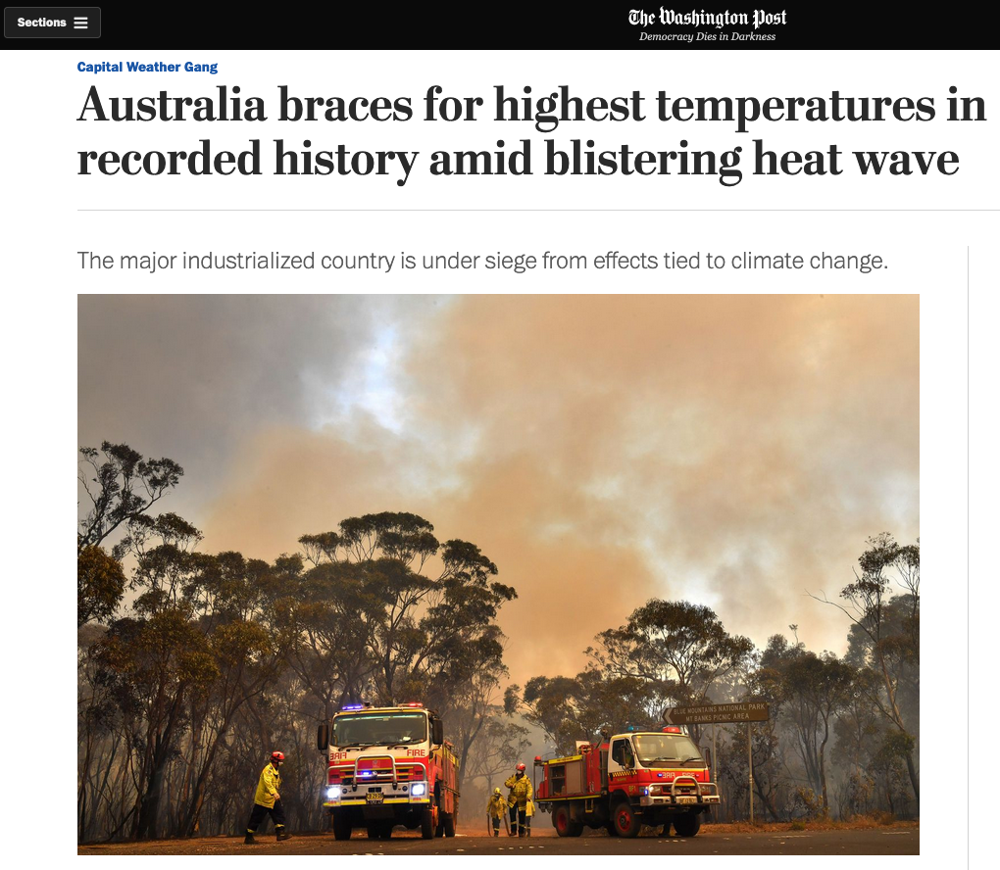 Sections
The Washington Post
Democracy Dies in Darkness
Capital Weather Gang
Australia braces for highest temperatures in
recorded history amid blistering heat wave
The major industrialized country is under siege from effects tied to climate change.
BLUE MOUNTAINS NATIONAL PARK
MT BANKS PICNIC AREA
FIRE
FIRE